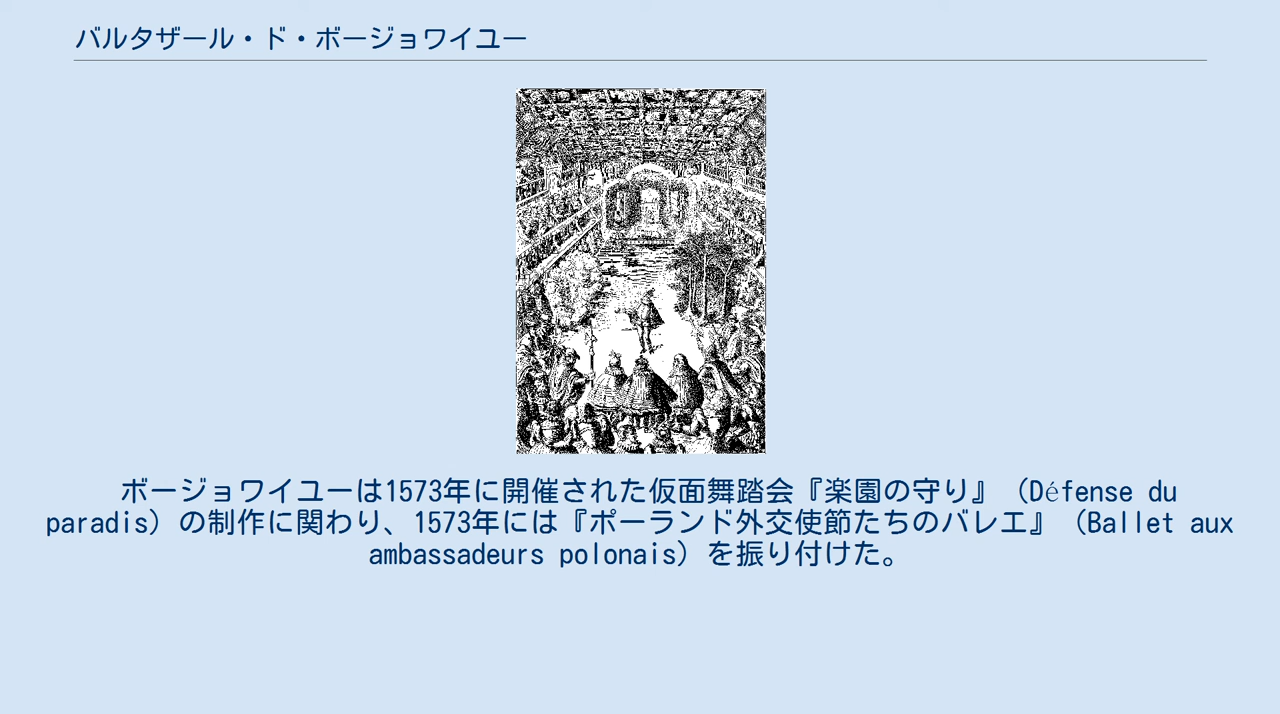 バルタザール・ド・ボージョワイユー
ボージョワイユーは1573年に開催された仮面舞踏会『楽園の守り』（Défense du
paradis）の制作に関わり、1573年には『ポーランド外交使節たちのバレエ』（Ballet aux
ambassadeurs polonais）を振り付けた。